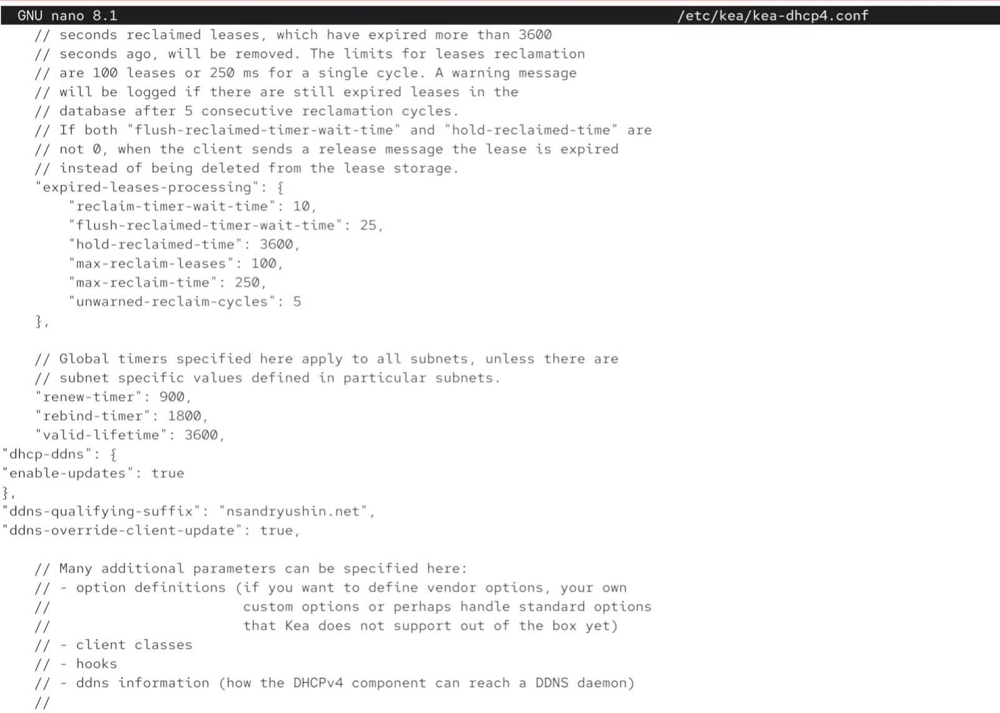 GNU nano 8.1 /etc/kea/kea-dhcp4.conf
// seconds reclaimed leases, which have expired more than 3600
// seconds ago, will be removed. The limits for leases reclamation
// are 100 leases or 250 ms for a single cycle. A warning message
// will be logged if there are still expired leases in the
// database after 5 consecutive reclamation cycles.
// If both "flush-reclaimed-timer-wait-time" and "hold-reclaimed-time" are
// not 0, when the client sends a release message the lease is expired
// instead of being deleted from the lease storage.
"expired-leases-processing": {
"reclaim-timer-wait-time": 10,
"flush-reclaimed-timer-wait-time": 25,
"hold-reclaimed-time": 3600,
"max-reclaim-leases": 100,
"max-reclaim-time": 250,
"unwarned-reclaim-cycles": 5
},
// Global timers specified here apply to all subnets, unless there are
// subnet specific values defined in particular subnets.
"renew-timer": 900,
"rebind-timer": 1800,
"valid-lifetime": 3600,
"dhcp-ddns": {
"enable-updates": true
},
"ddns-qualifying-suffix": "nsandryushin.net",
"ddns-override-client-update": true,
// Many additional parameters can be specified here:
// - option definitions (if you want to define vendor options, your own
// custom options or perhaps handle standard options
// that Kea does not support out of the box yet)
// - client classes
// - hooks
// - ddns information (how the DHCPv4 component can reach a DDNS daemon)
//